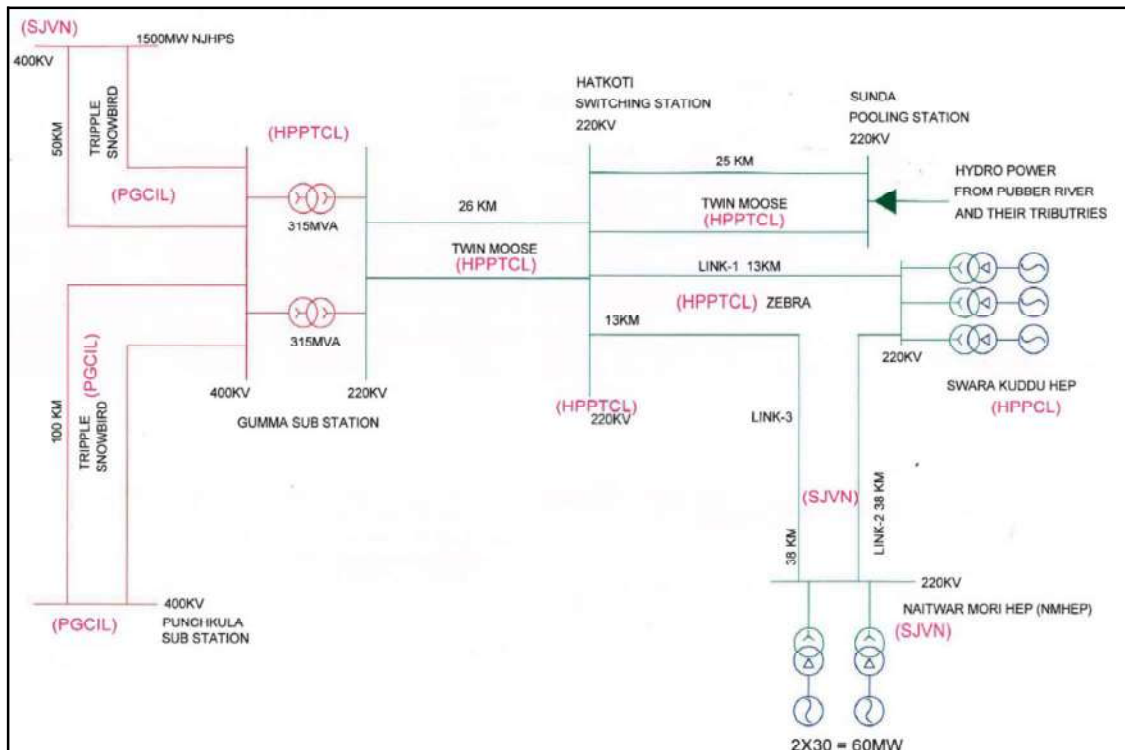 (SJVN)
1500MW NJHPS
400KV
50KM
TRIPPLE
SNOWBIRD
(PGCIL)
(HPPTCL)
315MVA
315MVA
400KV
220KV
GUMMA SUB STATION
100 KM
(PGCIL)
TRIPPLE
SNOWBIRD
400KV
(PGCIL)
PUNCHKULA
SUB STATION
26 KM
TWIN MOOSE
(HPPTCL)
HATKOTI
SWITCHING STATION
220KV
25 KM
TWIN MOOSE
(HPPTCL)
SUNDA
POOLING STATION
220KV
HYDRO POWER
FROM PUBBER RIVER
AND THEIR TRIBUTRIES
LINK-1 13KM
(HPPTCL) ZEBRA
13KM
(HPPTCL)
220KV
220KV
SWARA KUDDU HEP
(HPPCL)
LINK-3
(SJVN)
38 KM
LINK-2 38 KM
220KV
NAITWAR MORI HEP (NMHEP)
(SJVN)
2X30 = 60MW